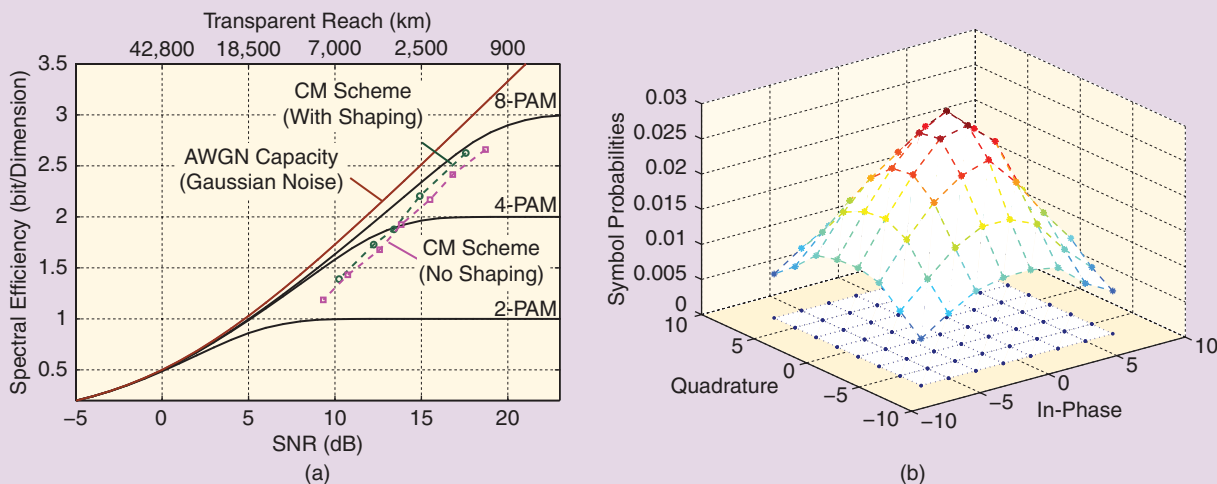 Transparent Reach (km)
42,800 18,500 7,000 2,500 900
3.5
3
2.5
2
1.5
1
0.5
Spectral Efficiency (bit/Dimension)
CM Scheme
(With Shaping)
8-PAM
AWGN Capacity
(Gaussian Noise)
4-PAM
CM Scheme
(No Shaping)
2-PAM
−5 0 5 10 15 20
SNR (dB)
(a)
0.03
0.025
0.02
0.015
0.01
0.005
0
Symbol Probabilities
10
5
0
−5
−10
Quadrature
−10
−5
0
5
10
In-Phase
(b)